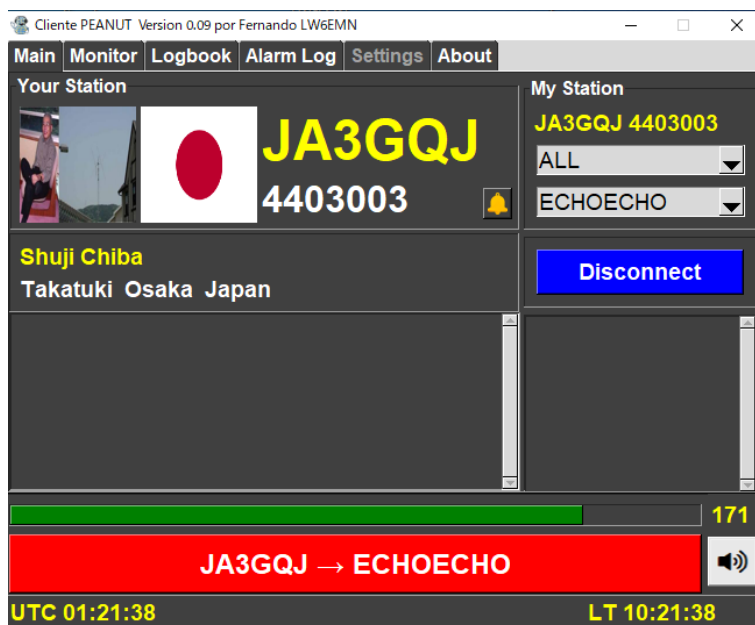 Cliente PEANUT Version 0.09 por Fernando LW6EMN
Main Monitor Logbook Alarm Log Settings About
Your Station
JA3GQJ
4403003
My Station
JA3GQJ 4403003
ALL
ECHOECHO
Shuji Chiba
Takatuki Osaka Japan
Disconnect
171
JA3GQJ → ECHOECHO
UTC 01:21:38
LT 10:21:38